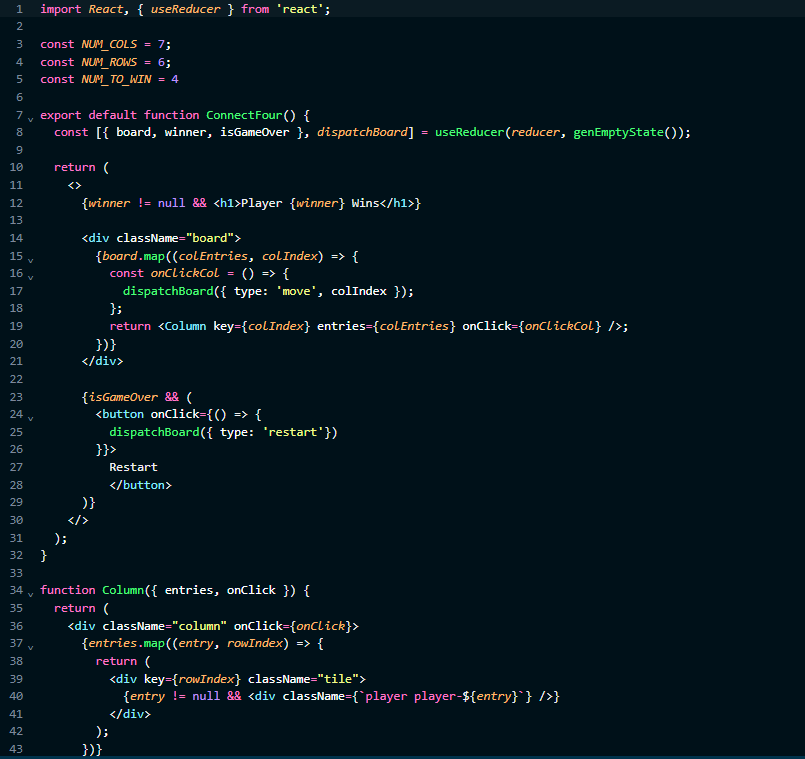 1 import React, { useReducer } from 'react';
2
3 const NUM_COLS = 7;
4 const NUM_ROWS = 6;
5 const NUM_TO_WIN = 4
6
7 export default function ConnectFour() {
8   const [{ board, winner, isGameOver }, dispatchBoard] = useReducer(reducer, genEmptyState());
9
10   return (
11     <>
12       {winner != null && <h1>Player {winner} Wins</h1>}
13
14       <div className="board">
15         {board.map((colEntries, colIndex) => {
16           const onClickCol = () => {
17             dispatchBoard({ type: 'move', colIndex });
18           };
19           return <Column key={colIndex} entries={colEntries} onClick={onClickCol} />;
20         })}
21       </div>
22
23       {isGameOver && (
24         <button onClick={() => {
25           dispatchBoard({ type: 'restart'})
26         }}>
27           Restart
28           </button>
29       )}
30     </>
31   );
32 }
33
34 function Column({ entries, onClick }) {
35   return (
36     <div className="column" onClick={onClick}>
37       {entries.map((entry, rowIndex) => {
38         return (
39           <div key={rowIndex} className="tile">
40             {entry != null && <div className={`player player-${entry}`} />}
41           </div>
42         );
43       })}